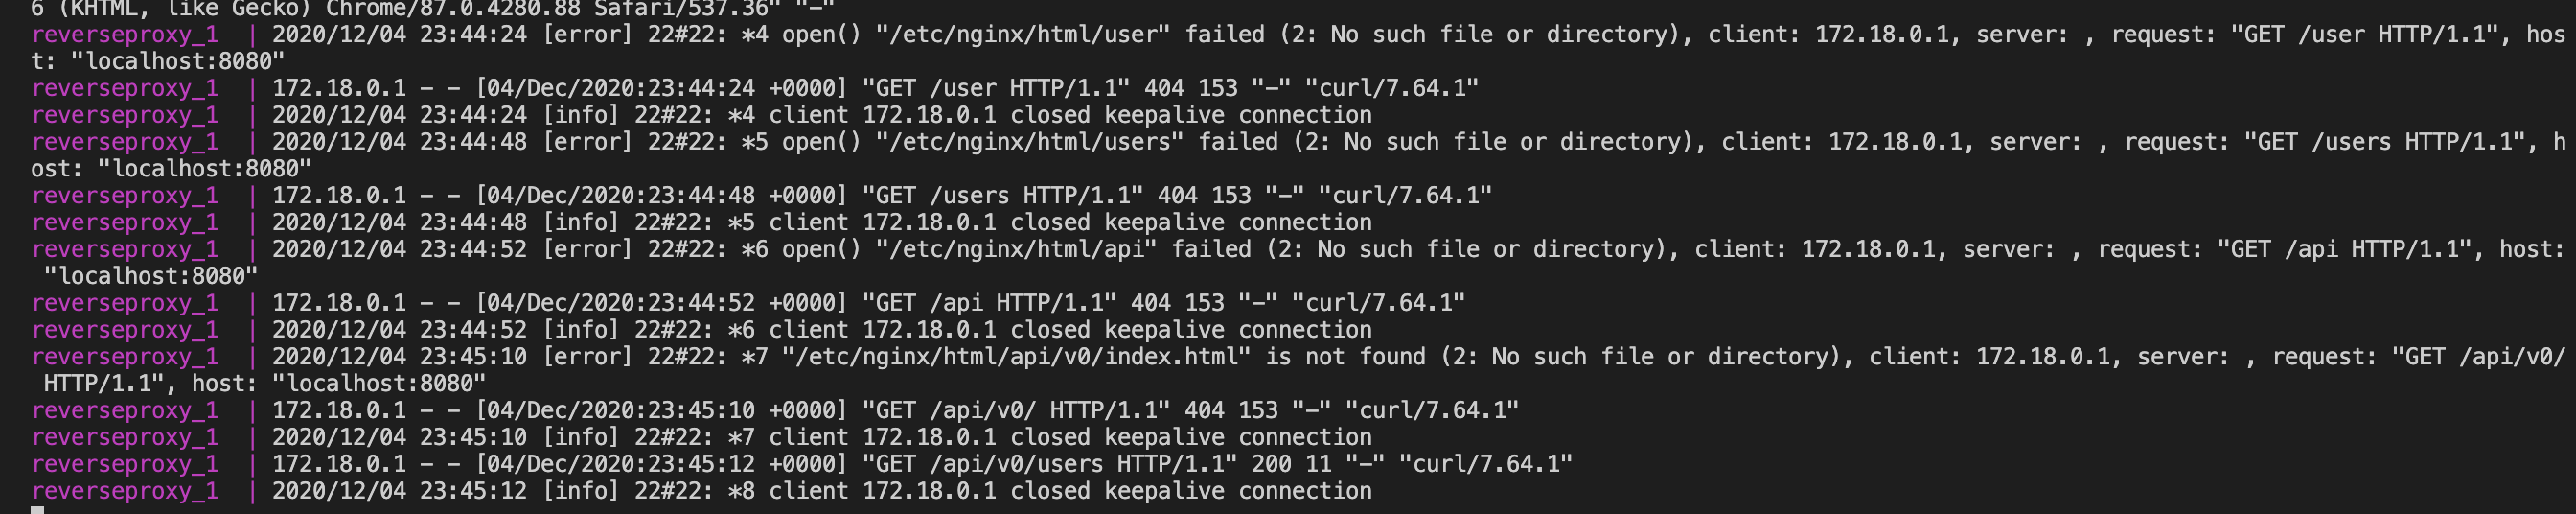 6 (KHTML, like Gecko) Chrome/87.0.4280.88 Safari/537.36" "-"
reverseproxy_1  | 2020/12/04 23:44:24 [error] 22#22: *4 open() "/etc/nginx/html/user" failed (2: No such file or directory), client: 172.18.0.1, server: , request: "GET /user HTTP/1.1", hos
t: "localhost:8080"
reverseproxy_1  | 172.18.0.1 - - [04/Dec/2020:23:44:24 +0000] "GET /user HTTP/1.1" 404 153 "-" "curl/7.64.1"
reverseproxy_1  | 2020/12/04 23:44:24 [info] 22#22: *4 client 172.18.0.1 closed keepalive connection
reverseproxy_1  | 2020/12/04 23:44:48 [error] 22#22: *5 open() "/etc/nginx/html/users" failed (2: No such file or directory), client: 172.18.0.1, server: , request: "GET /users HTTP/1.1", h
ost: "localhost:8080"
reverseproxy_1  | 172.18.0.1 - - [04/Dec/2020:23:44:48 +0000] "GET /users HTTP/1.1" 404 153 "-" "curl/7.64.1"
reverseproxy_1  | 2020/12/04 23:44:48 [info] 22#22: *5 client 172.18.0.1 closed keepalive connection
reverseproxy_1  | 2020/12/04 23:44:52 [error] 22#22: *6 open() "/etc/nginx/html/api" failed (2: No such file or directory), client: 172.18.0.1, server: , request: "GET /api HTTP/1.1", host:
 "localhost:8080"
reverseproxy_1  | 172.18.0.1 - - [04/Dec/2020:23:44:52 +0000] "GET /api HTTP/1.1" 404 153 "-" "curl/7.64.1"
reverseproxy_1  | 2020/12/04 23:44:52 [info] 22#22: *6 client 172.18.0.1 closed keepalive connection
reverseproxy_1  | 2020/12/04 23:45:10 [error] 22#22: *7 "/etc/nginx/html/api/v0/index.html" is not found (2: No such file or directory), client: 172.18.0.1, server: , request: "GET /api/v0/
 HTTP/1.1", host: "localhost:8080"
reverseproxy_1  | 172.18.0.1 - - [04/Dec/2020:23:45:10 +0000] "GET /api/v0/ HTTP/1.1" 404 153 "-" "curl/7.64.1"
reverseproxy_1  | 2020/12/04 23:45:10 [info] 22#22: *7 client 172.18.0.1 closed keepalive connection
reverseproxy_1  | 172.18.0.1 - - [04/Dec/2020:23:45:12 +0000] "GET /api/v0/users HTTP/1.1" 200 11 "-" "curl/7.64.1"
reverseproxy_1  | 2020/12/04 23:45:12 [info] 22#22: *8 client 172.18.0.1 closed keepalive connection